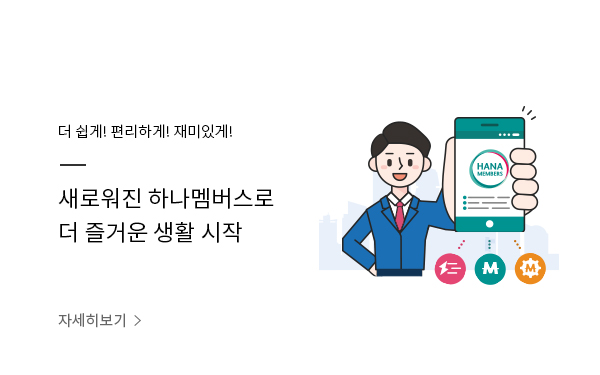 더 쉽게! 편리하게! 재미있게!
새로워진 하나멤버스로
더 즐거운 생활 시작
자세히보기 >
HANA
MEMBERS
M
M